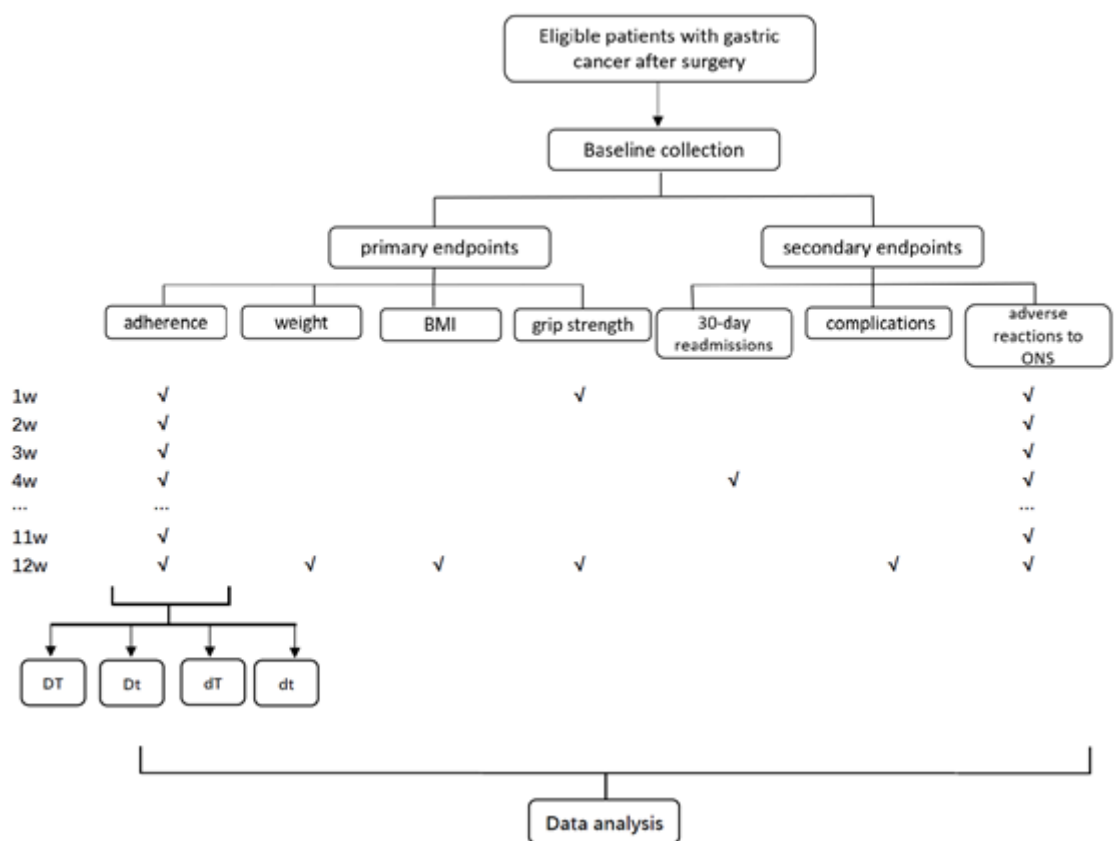 Eligible patients with gastric
cancer after surgery
Baseline collection
primary endpoints
secondary endpoints
adherence
weight
BMI
grip strength
30-day
readmissions
complications
adverse
reactions to
ONS
1w √ √ √
2w √ √
3w √ √
4w √ √ √
... ... ...
11w √ √
12w √ √ √ √ √ √
DT Dt dT dt
Data analysis